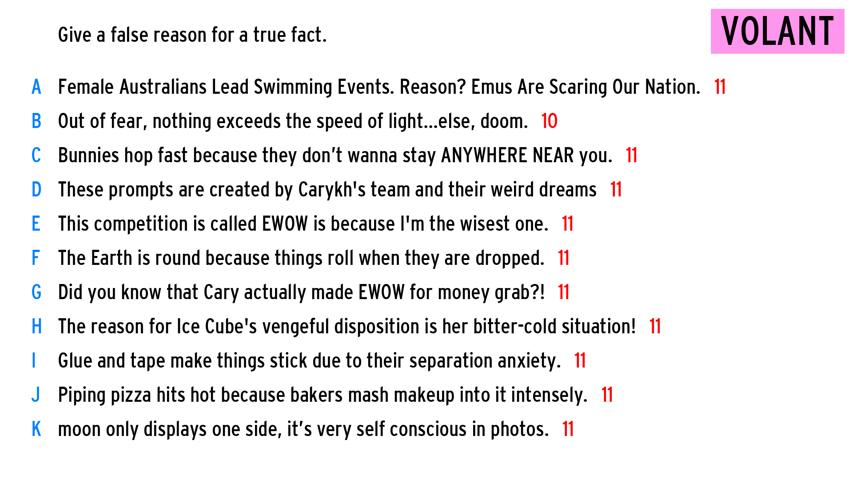 Give a false reason for a true fact.
VOLANT
A Female Australians Lead Swimming Events. Reason? Emus Are Scaring Our Nation. 11
B Out of fear, nothing exceeds the speed of light...else, doom. 10
C Bunnies hop fast because they don't wanna stay ANYWHERE NEAR you. 11
D These prompts are created by Carykh's team and their weird dreams 11
E This competition is called EWOW is because I'm the wisest one. 11
F The Earth is round because things roll when they are dropped. 11
G Did you know that Cary actually made EWOW for money grab?! 11
H The reason for Ice Cube's vengeful disposition is her bitter-cold situation! 11
I Glue and tape make things stick due to their separation anxiety. 11
J Piping pizza hits hot because bakers mash makeup into it intensely. 11
K moon only displays one side, it's very self conscious in photos. 11